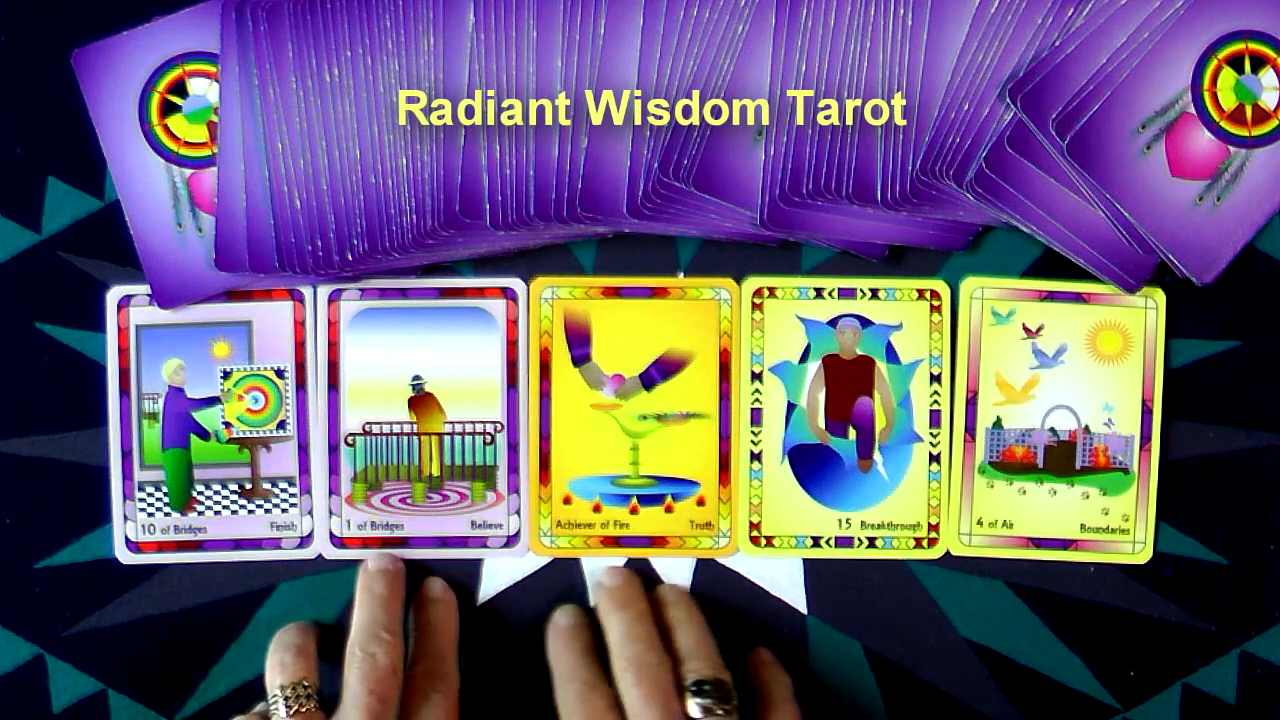 Radiant Wisdom Tarot
10 of Bridges Finish
1 of Bridges Believe
Achiever of Fire Truth
15 Breakthrough
4 of Air Boundaries